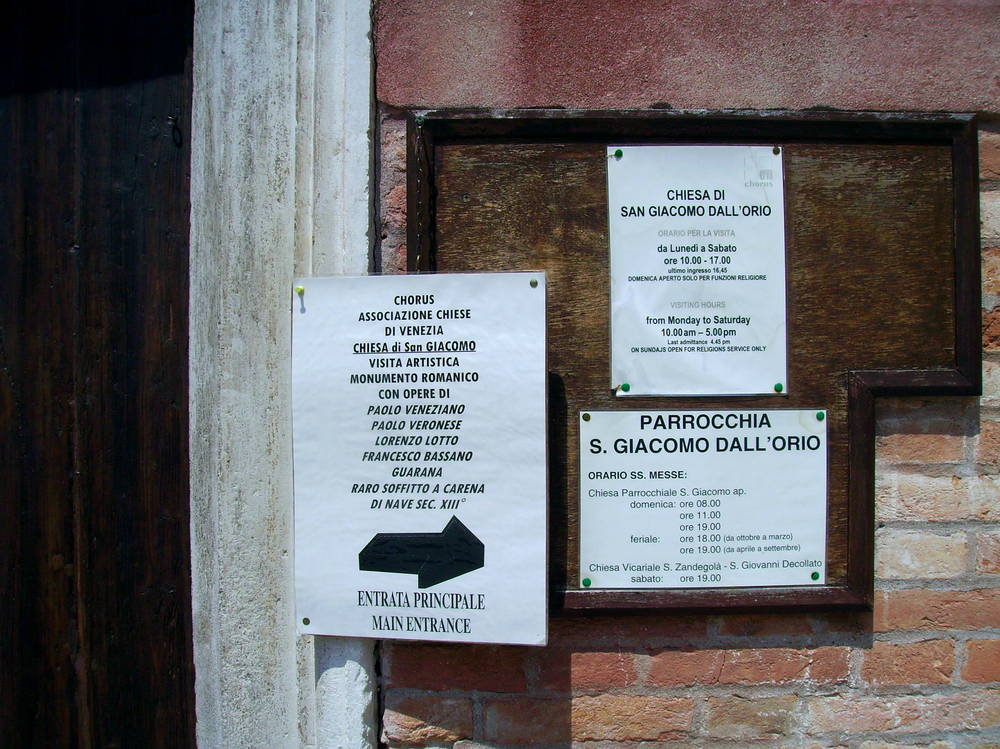 CHORUS
ASSOCIAZIONE CHIESE
DI VENEZIA
CHIESA di San GIACOMO
VISITA ARTISTICA
MONUMENTO ROMANICO
CON OPERE DI
PAOLO VENEZIANO
PAOLO VERONESE
LORENZO LOTTO
FRANCESCO BASSANO
GUARANA
RARO SOFFITTO A CARENA
DI NAVE SEC. XIII°
ENTRATA PRINCIPALE
MAIN ENTRANCE
chorus
CHIESA DI
SAN GIACOMO DALL'ORIO
ORARIO PER LA VISITA
da Lunedì a Sabato
ore 10.00 - 17.00
ultimo ingresso 16,45
DOMENICA APERTO SOLO PER FUNZIONI RELIGIORE
VISITING HOURS
from Monday to Saturday
10.00 am – 5.00 pm
Last admittance 4.45 pm
ON SUNDAJS OPEN FOR RELIGIONS SERVICE ONLY
PARROCCHIA
S. GIACOMO DALL'ORIO
ORARIO SS. MESSE:
Chiesa Parrocchiale S. Giacomo ap.
domenica: ore 08.00
ore 11.00
ore 19.00
feriale: ore 18.00 (da ottobre a marzo)
ore 19.00 (da aprile a settembre)
Chiesa Vicariale S. Zandegolà - S. Giovanni Decollato
sabato: ore 19.00